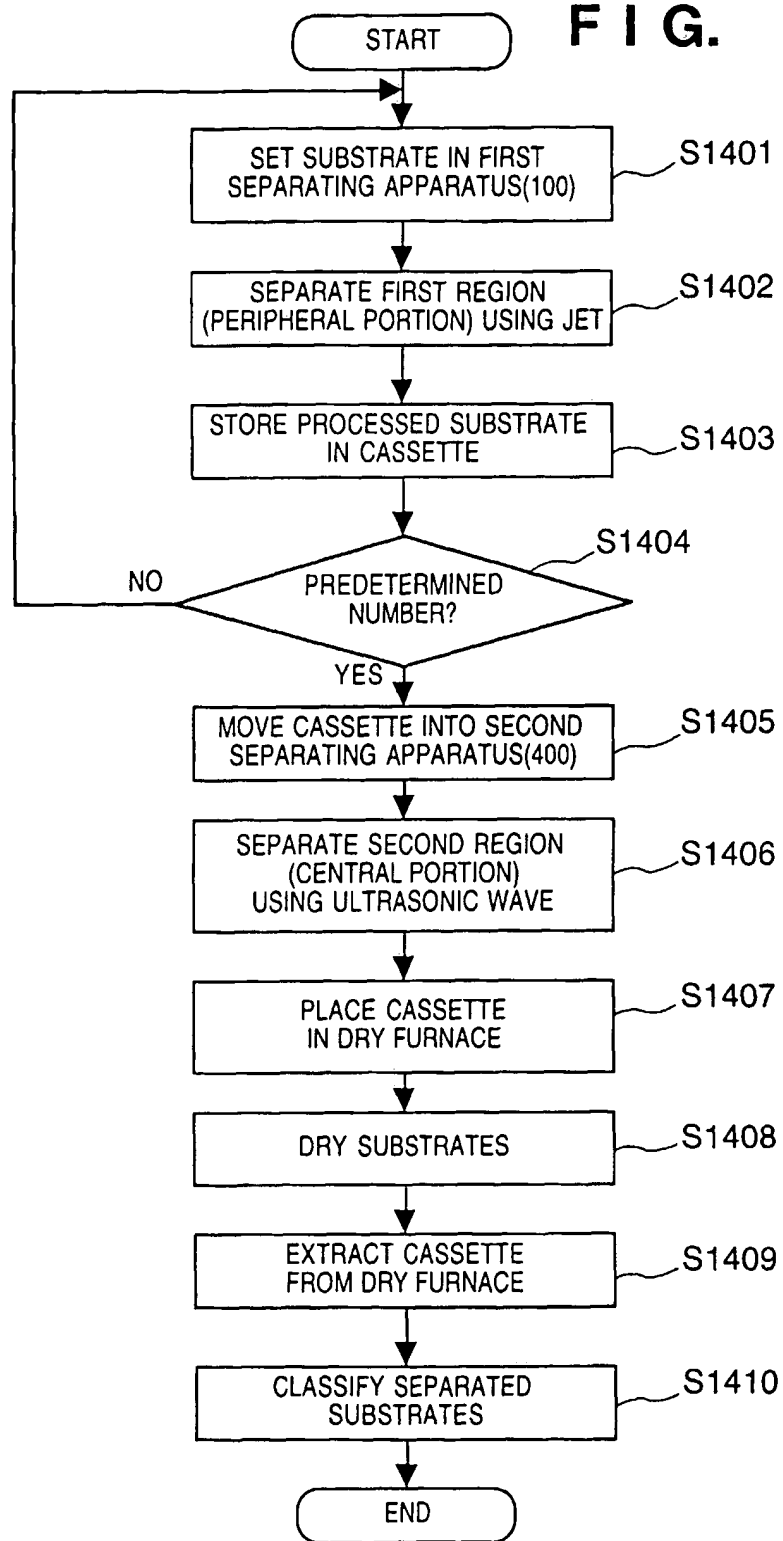 F I G.
START
SET SUBSTRATE IN FIRST
SEPARATING APPARATUS(100)
S1401
SEPARATE FIRST REGION
(PERIPHERAL PORTION) USING JET
S1402
STORE PROCESSED SUBSTRATE
IN CASSETTE
S1403
S1404
NO
PREDETERMINED
NUMBER?
YES
MOVE CASSETTE INTO SECOND
SEPARATING APPARATUS(400)
S1405
SEPARATE SECOND REGION
(CENTRAL PORTION)
USING ULTRASONIC WAVE
S1406
PLACE CASSETTE
IN DRY FURNACE
S1407
DRY SUBSTRATES
S1408
EXTRACT CASSETTE
FROM DRY FURNACE
S1409
CLASSIFY SEPARATED
SUBSTRATES
S1410
END